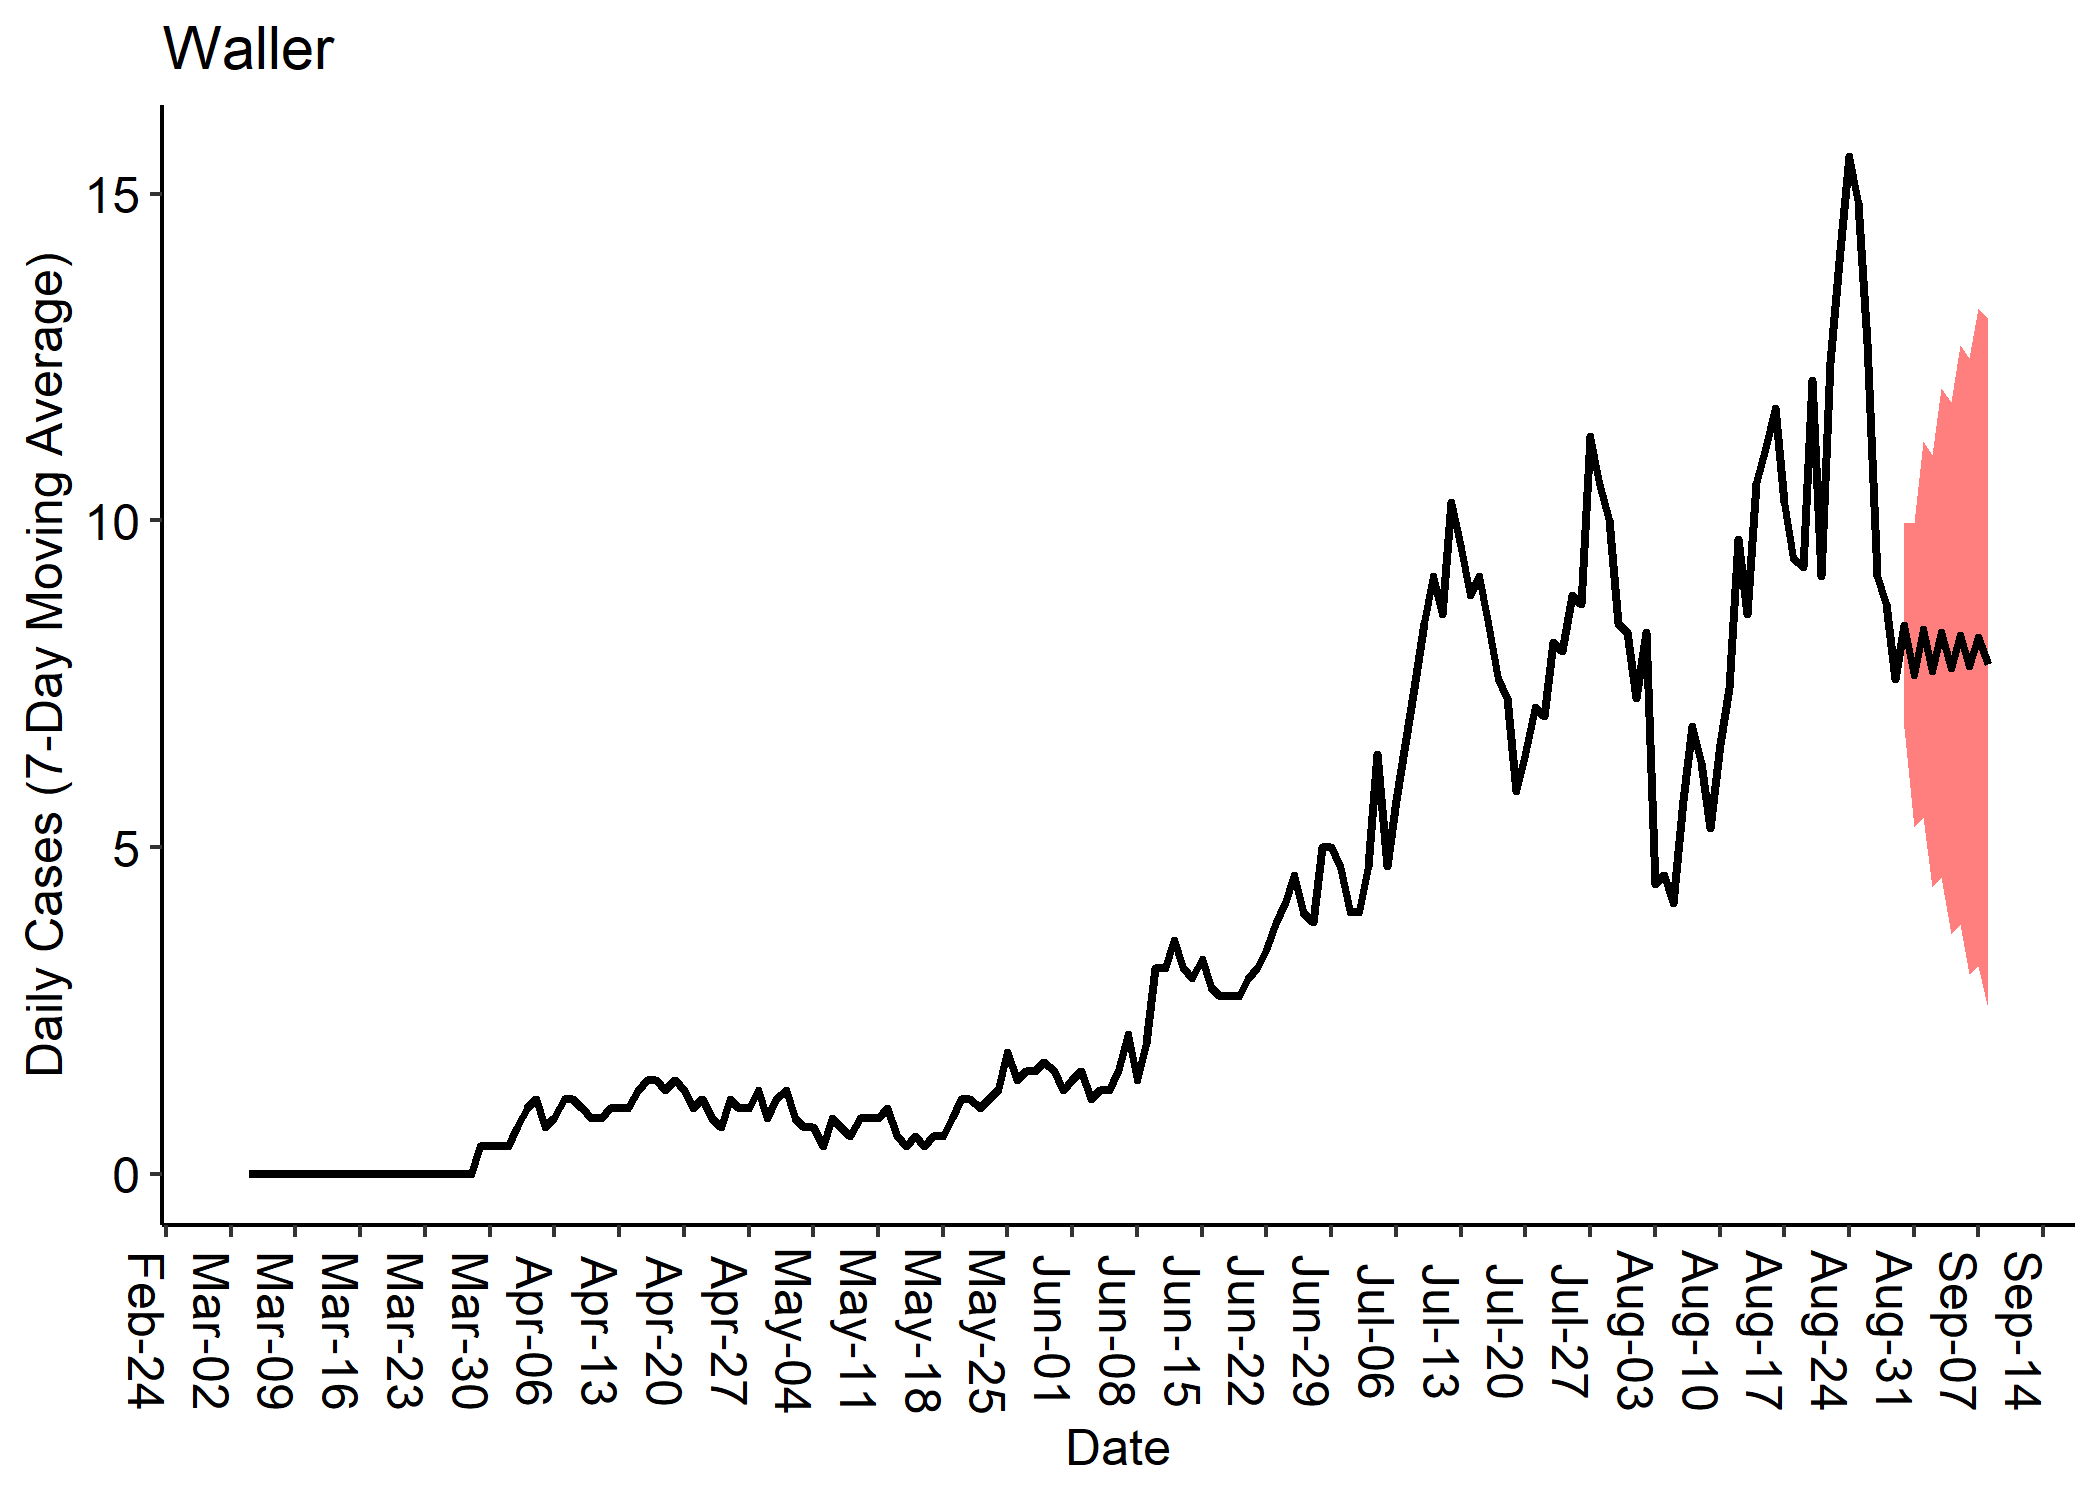 Waller
Daily Cases (7-Day Moving Average)
15
10
5
0
Feb-24
Mar-02
Mar-09
Mar-16
Mar-23
Mar-30
Apr-06
Apr-13
Apr-20
Apr-27
May-04
May-11
May-18
May-25
Jun-01
Jun-08
Jun-15
Jun-22
Jun-29
Jul-06
Jul-13
Jul-20
Jul-27
Aug-03
Aug-10
Aug-17
Aug-24
Aug-31
Sep-07
Sep-14
Date